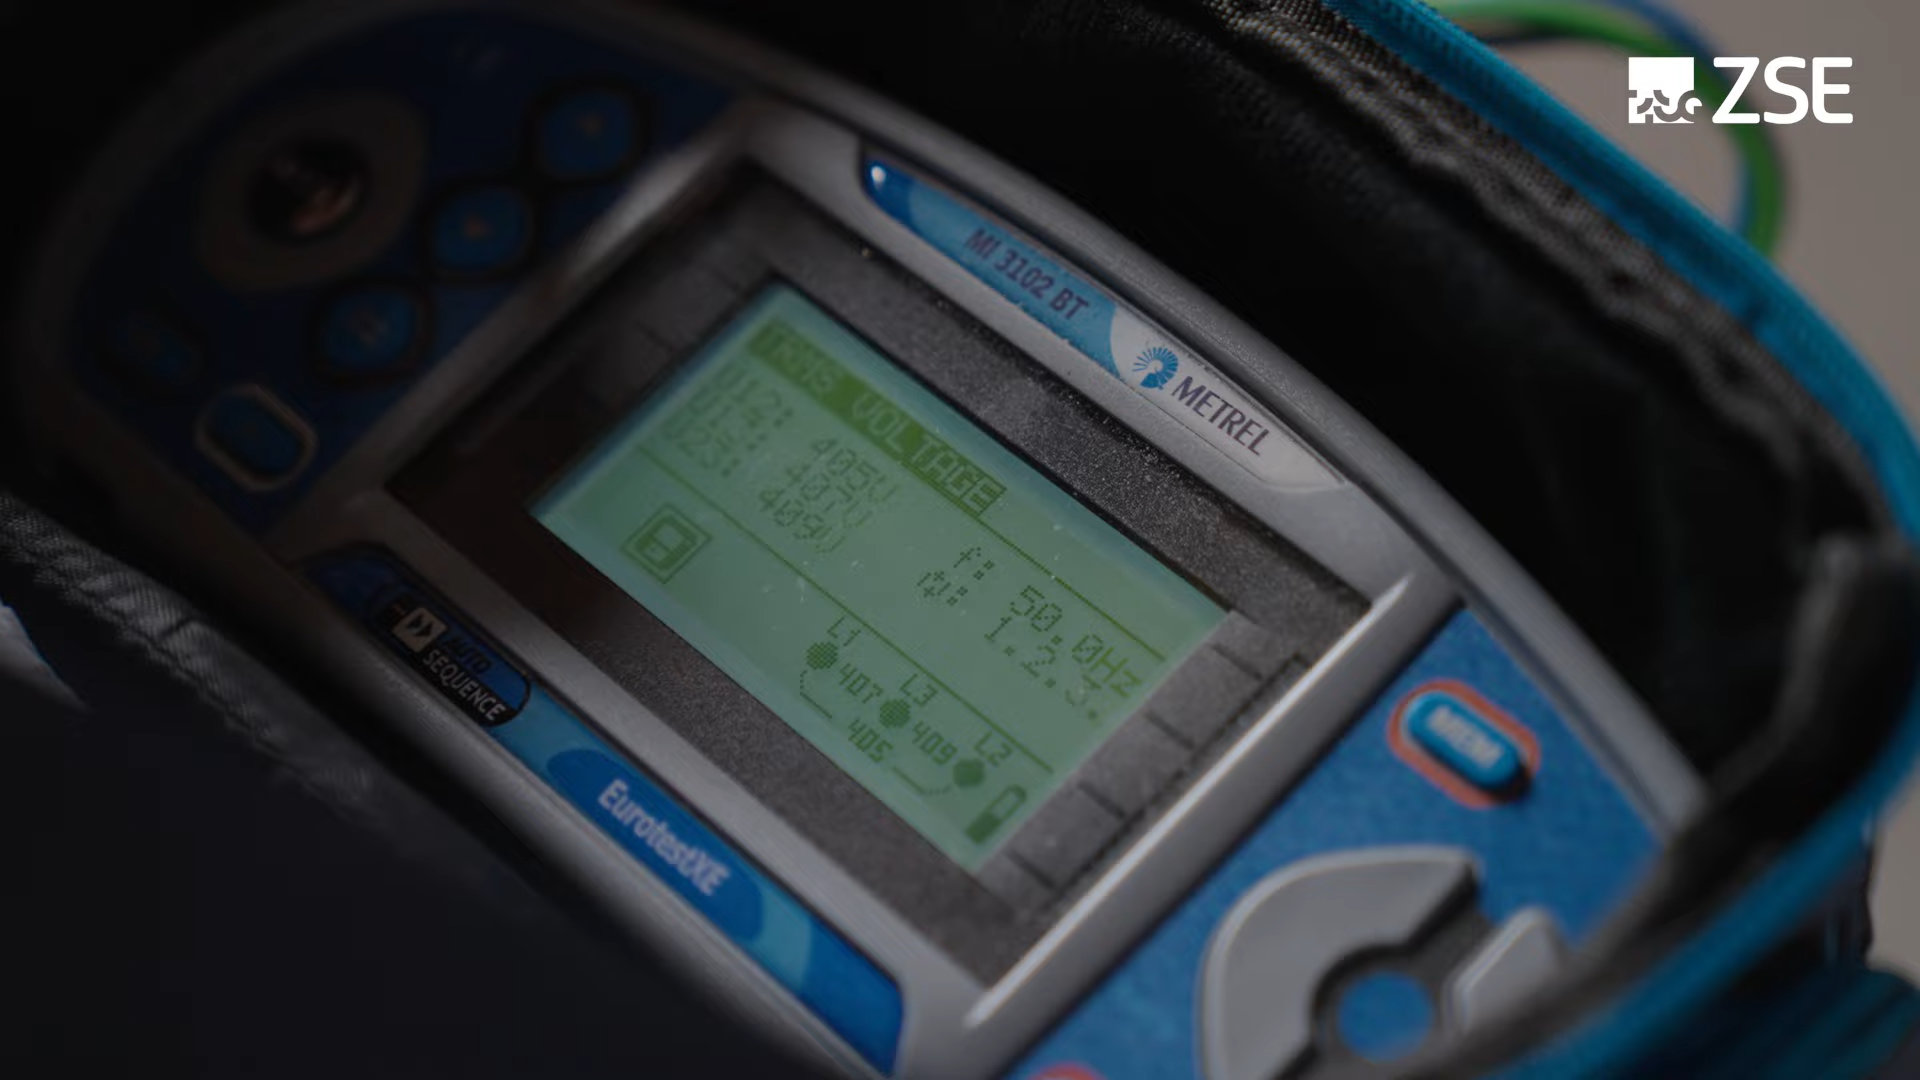 ZSE
MI 3102 BT
METREL
TRMS VOLTAGE
U12: 405V
U13: 407V
U23: 409V
f: 50.0Hz
1.2.3.
L1
407
L3
409
L2
405
AUTO
SEQUENCE
EurotestXE
MEM